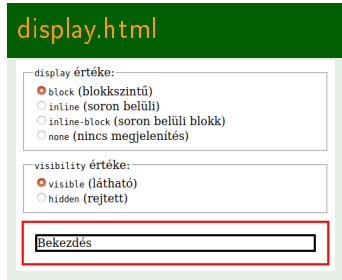 display.html
display értéke:
block (blokkszintű)
inline (soron belüli)
inline-block (soron belüli blokk)
none (nincs megjelenítés)
visibility értéke:
visible (látható)
hidden (rejtett)
Bekezdés